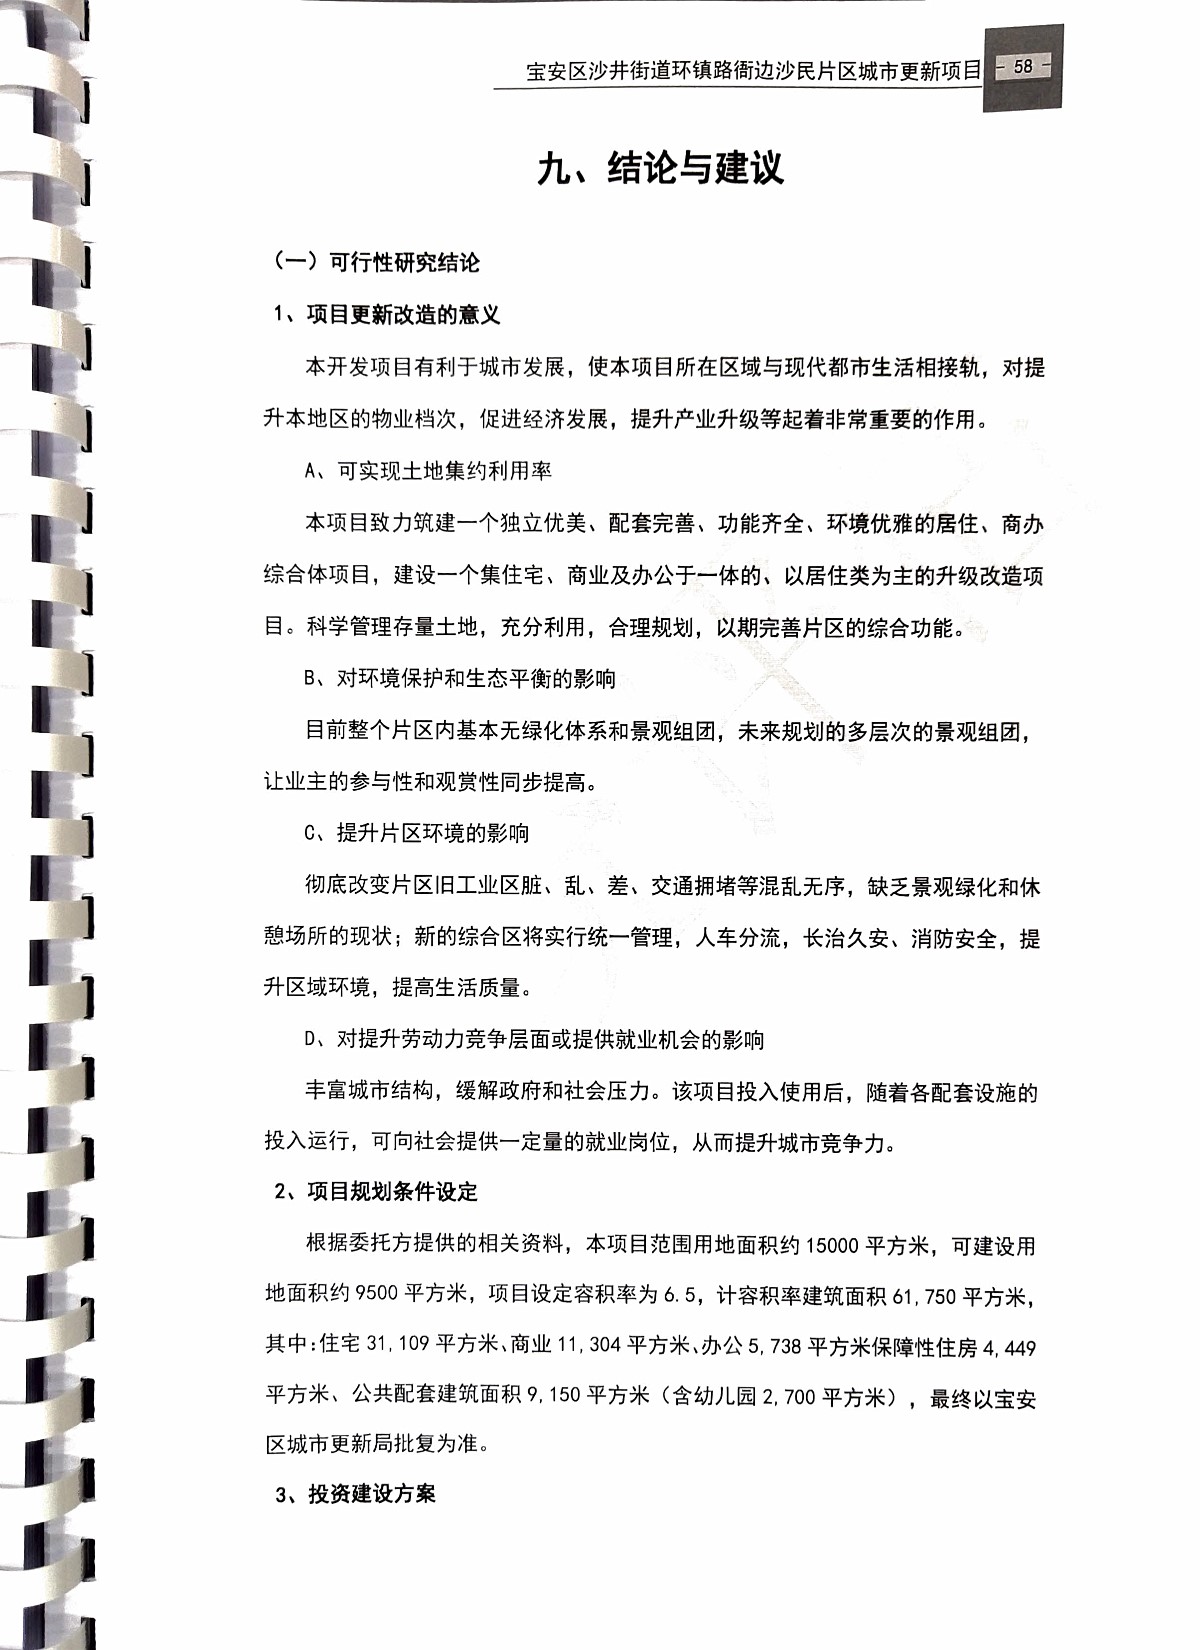 宝安区沙井街道环镇路衙边沙民片区城市更新项目 - 58 -
九、结论与建议
（一）可行性研究结论
1、项目更新改造的意义
本开发项目有利于城市发展，使本项目所在区域与现代都市生活相接轨，对提
升本地区的物业档次，促进经济发展，提升产业升级等起着非常重要的作用。
A、可实现土地集约利用率
本项目致力筑建一个独立优美、配套完善、功能齐全、环境优雅的居住、商办
综合体项目，建设一个集住宅、商业及办公于一体的、以居住类为主的升级改造项
目。科学管理存量土地，充分利用，合理规划，以期完善片区的综合功能。
B、对环境保护和生态平衡的影响
目前整个片区内基本无绿化体系和景观组团，未来规划的多层次的景观组团，
让业主的参与性和观赏性同步提高。
C、提升片区环境的影响
彻底改变片区旧工业区脏、乱、差、交通拥堵等混乱无序，缺乏景观绿化和休
憩场所的现状；新的综合区将实行统一管理，人车分流，长治久安、消防安全，提
升区域环境，提高生活质量。
D、对提升劳动力竞争层面或提供就业机会的影响
丰富城市结构，缓解政府和社会压力。该项目投入使用后，随着各配套设施的
投入运行，可向社会提供一定量的就业岗位，从而提升城市竞争力。
2、项目规划条件设定
根据委托方提供的相关资料，本项目范围用地面积约 15000 平方米，可建设用
地面积约 9500 平方米，项目设定容积率为 6.5，计容积率建筑面积 61,750 平方米，
其中:住宅 31,109 平方米、商业 11,304 平方米、办公 5,738 平方米保障性住房 4,449
平方米、公共配套建筑面积 9,150 平方米（含幼儿园 2,700 平方米），最终以宝安
区城市更新局批复为准。
3、投资建设方案